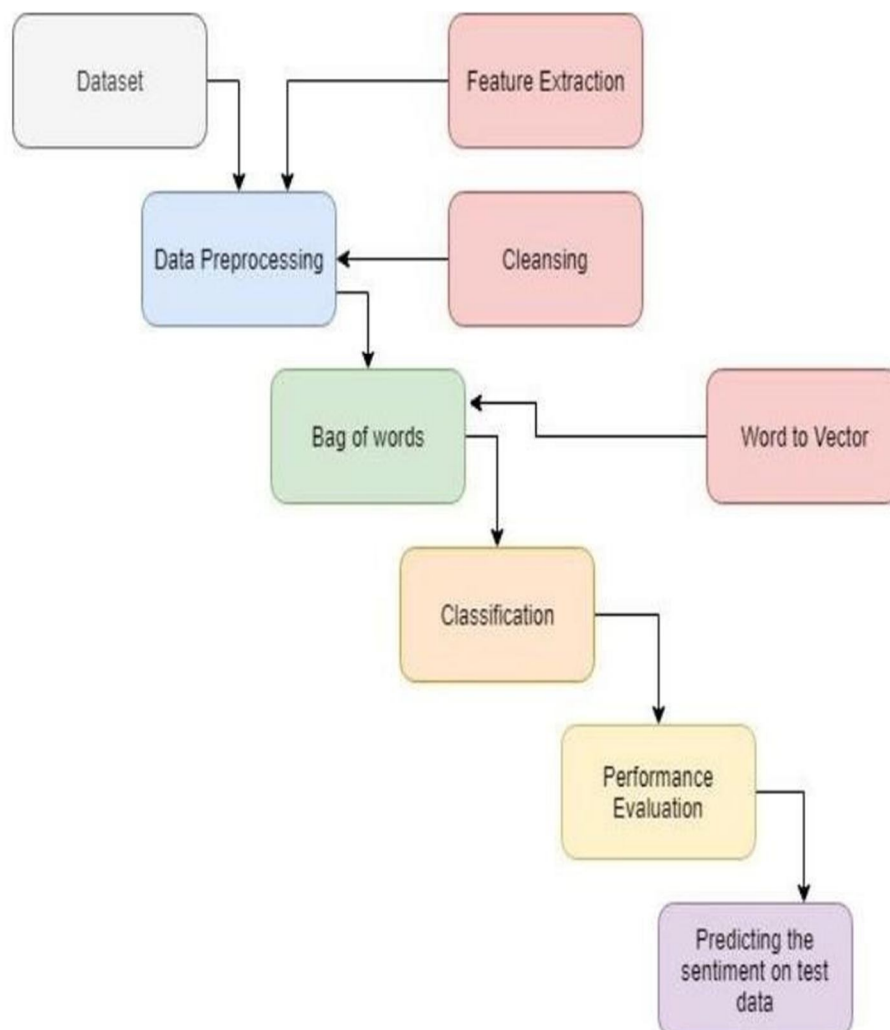 Dataset
Feature Extraction
Data Preprocessing
Cleansing
Bag of words
Word to Vector
Classification
Performance
Evaluation
Predicting the
sentiment on test
data